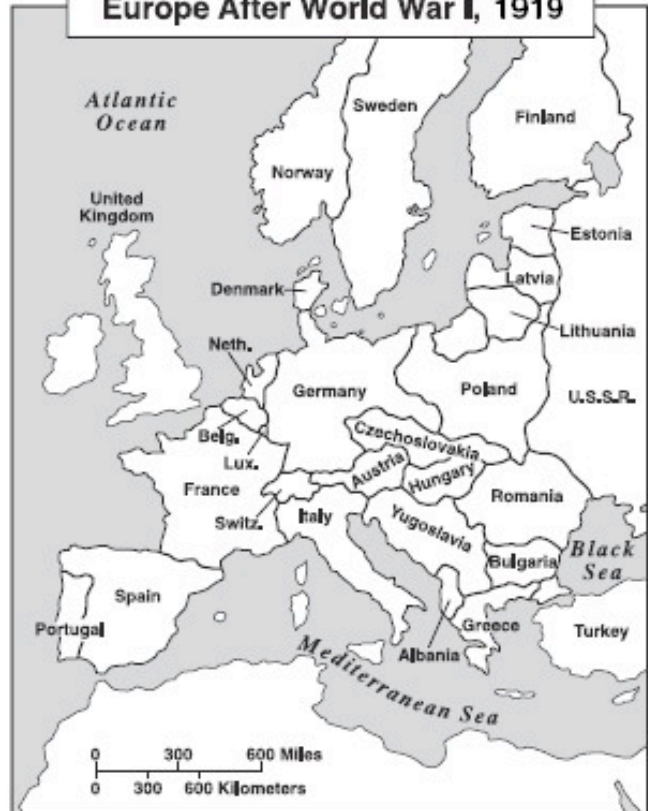 Europe After World War I, 1919
Atlantic
Ocean
Sweden
Finland
Norway
United
Kingdom
Estonia
Latvia
Denmark
Lithuania
Neth.
Germany
Poland
U.S.S.R.
Belg.
Czechoslovakia
Lux.
Austria
Hungary
France
Romania
Switz.
Italy
Yugoslavia
Black
Sea
Bulgaria
Spain
Portugal
Greece
Turkey
Albania
Mediterranean Sea
0 300 600 Miles
0 300 600 Kilometers